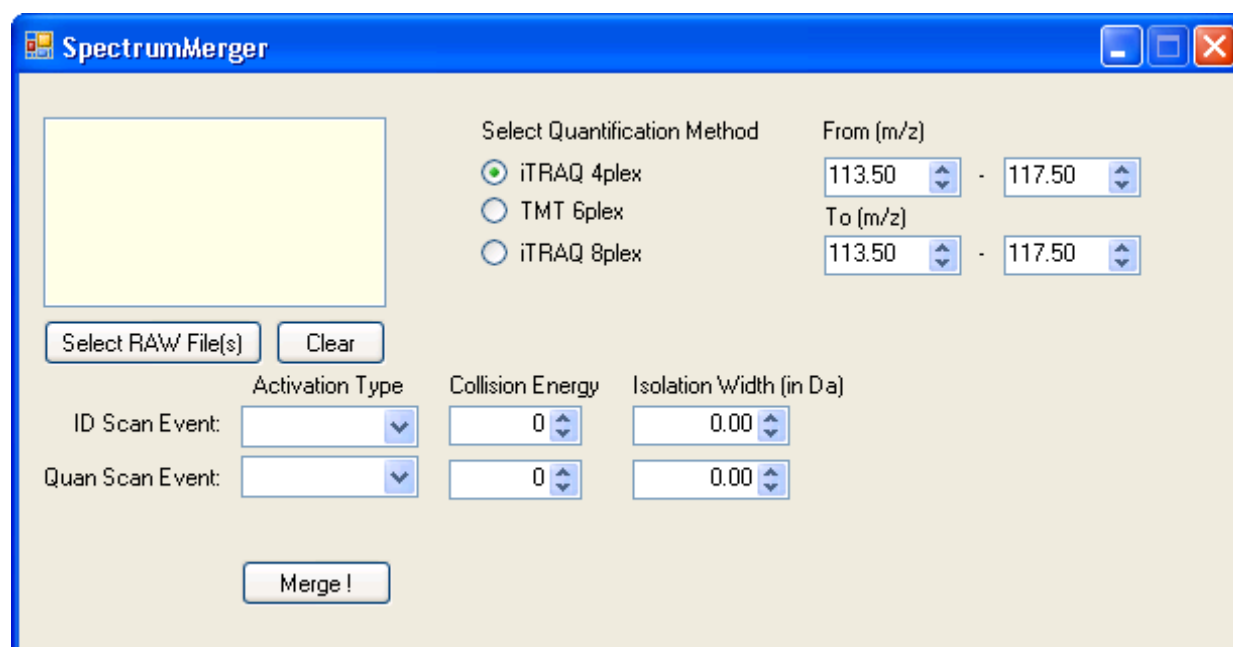 SpectrumMerger
Select Quantification Method
From (m/z)
iTRAQ 4plex
113.50 - 117.50
TMT 6plex
To (m/z)
iTRAQ 8plex
113.50 - 117.50
Select RAW File(s)
Clear
Activation Type
Collision Energy
Isolation Width (in Da)
ID Scan Event:
0
0.00
Quan Scan Event:
0
0.00
Merge !